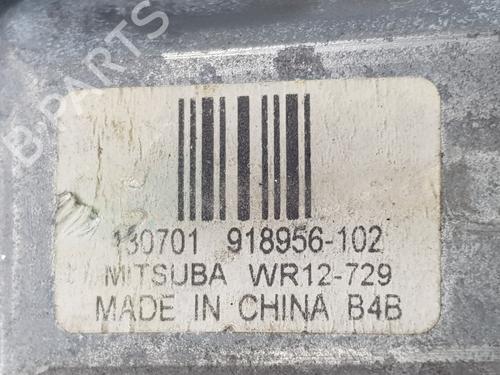 B-PARTS
130701 918956-102
MITSUBA WR12-729
MADE IN CHINA B4B